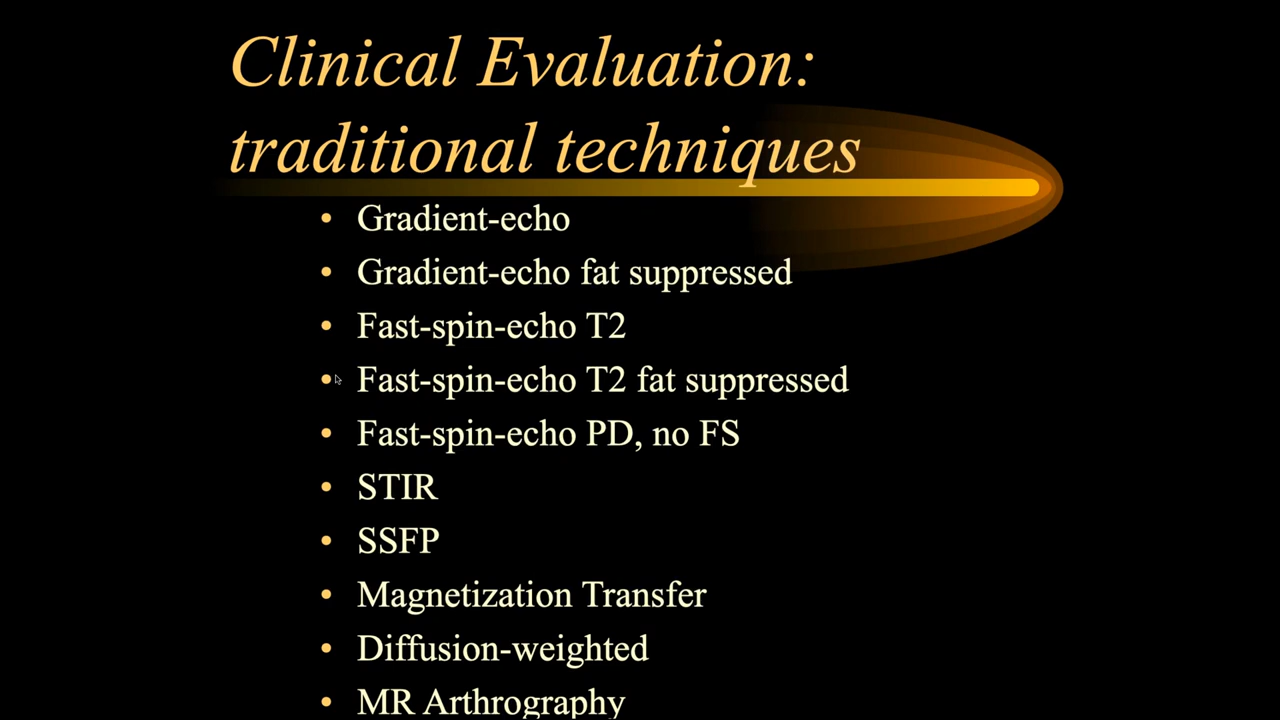 Clinical Evaluation:
traditional techniques
• Gradient-echo
• Gradient-echo fat suppressed
• Fast-spin-echo T2
• Fast-spin-echo T2 fat suppressed
• Fast-spin-echo PD, no FS
• STIR
• SSFP
• Magnetization Transfer
• Diffusion-weighted
• MR Arthrography